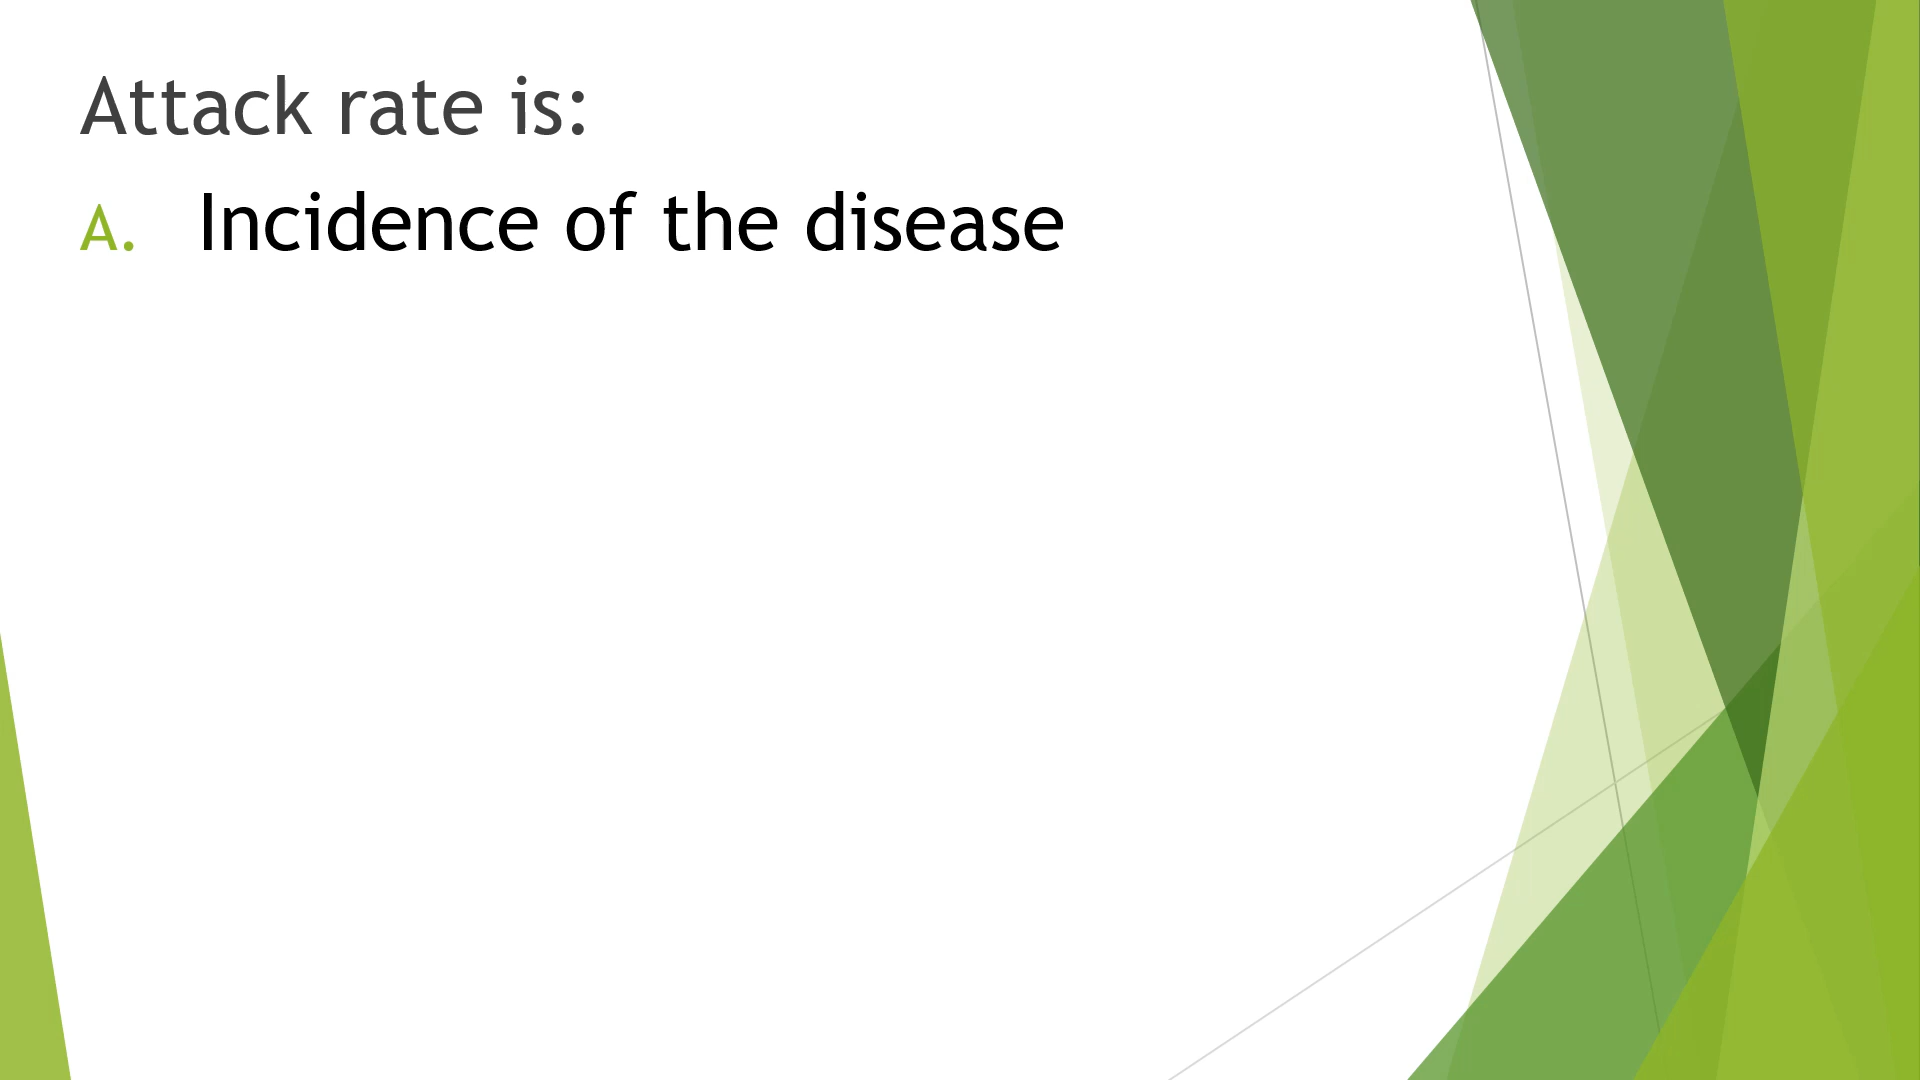 Attack rate is:
A. Incidence of the disease